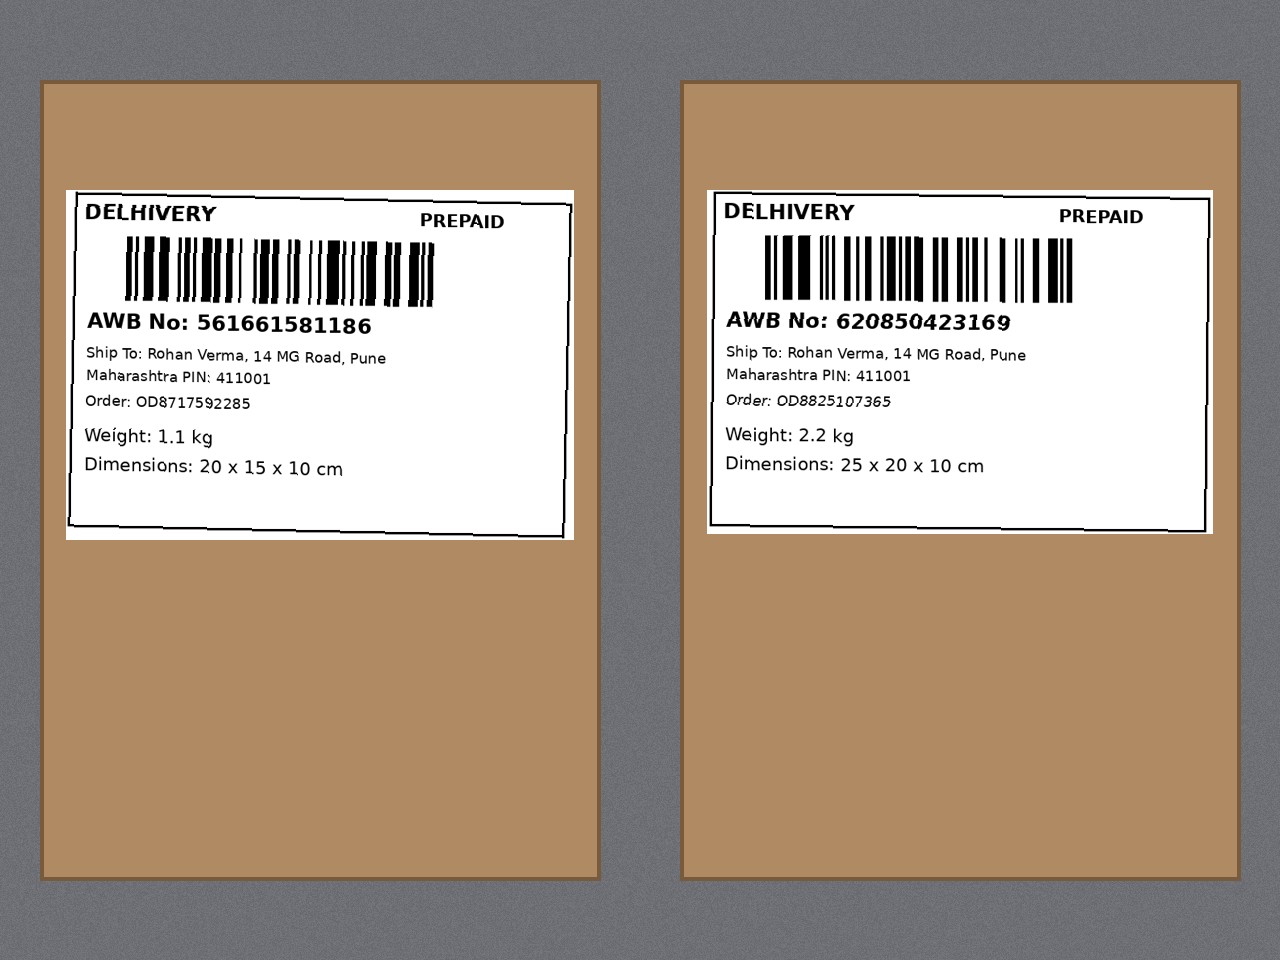 DELHIVERY
PREPAID
AWB No: 561661581186
Ship To: Rohan Verma, 14 MG Road, Pune
Maharashtra PIN: 411001
Order: OD8717592285
Weight: 1.1 kg
Dimensions: 20 x 15 x 10 cm
DELHIVERY
PREPAID
AWB No: 620850423169
Ship To: Rohan Verma, 14 MG Road, Pune
Maharashtra PIN: 411001
Order: OD8825107365
Weight: 2.2 kg
Dimensions: 25 x 20 x 10 cm